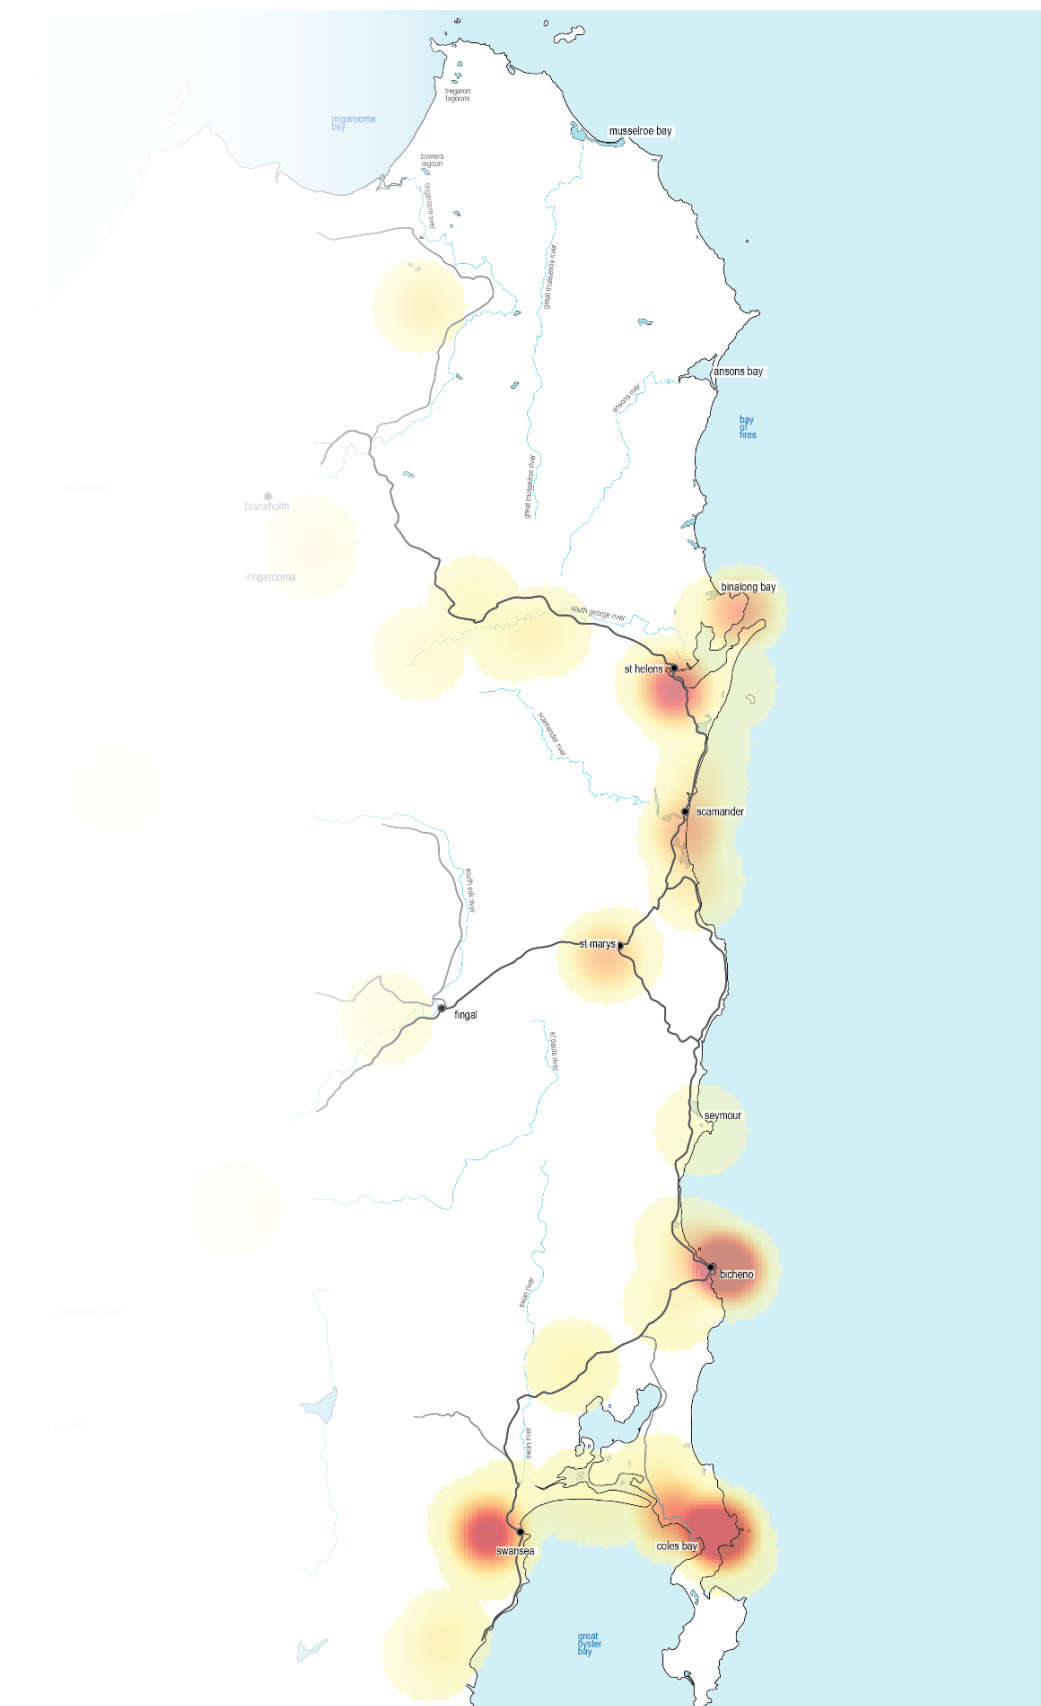 tregaron
lagoons
ringarooma
bay
musselroe bay
bowlers
lagoon
ringarooma river
great musselroe river
ansons bay
ansons river
bay
of
fires
great musselroe river
branxholm
ringarooma
binalong bay
south george river
st helens
scamander river
scamander
south esk river
st marys
fingal
st pauls river
seymour
bicheno
swan river
swan river
coles bay
swansea
great
oyster
bay